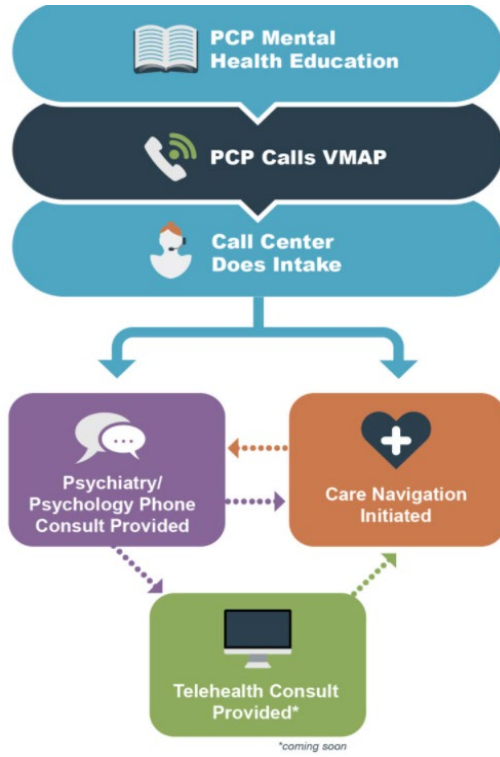 PCP Mental
Health Education
PCP Calls VMAP
Call Center
Does Intake
Psychiatry/
Psychology Phone
Consult Provided
Care Navigation
Initiated
Telehealth Consult
Provided*
*coming soon